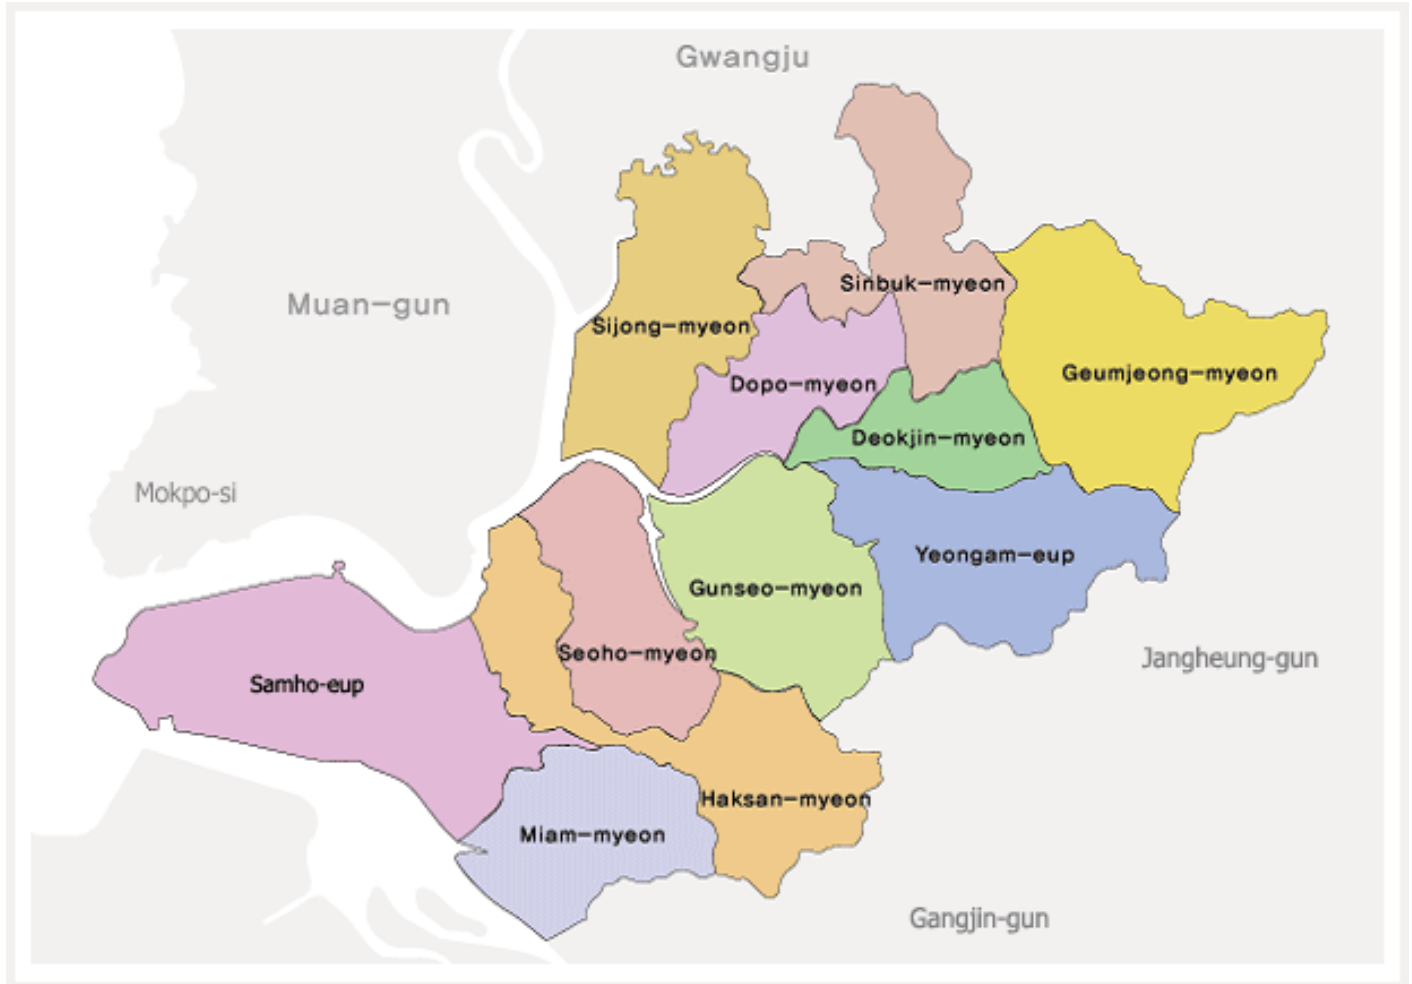 Gwangju
Sinbuk-myeon
Muan-gun
Sijong-myeon
Geumjeong-myeon
Dopo-myeon
Deokjin-myeon
Mokpo-si
Yeongam-eup
Gunseo-myeon
Seoho-myeon
Jangheung-gun
Samho-eup
Haksan-myeon
Miam-myeon
Gangjin-gun